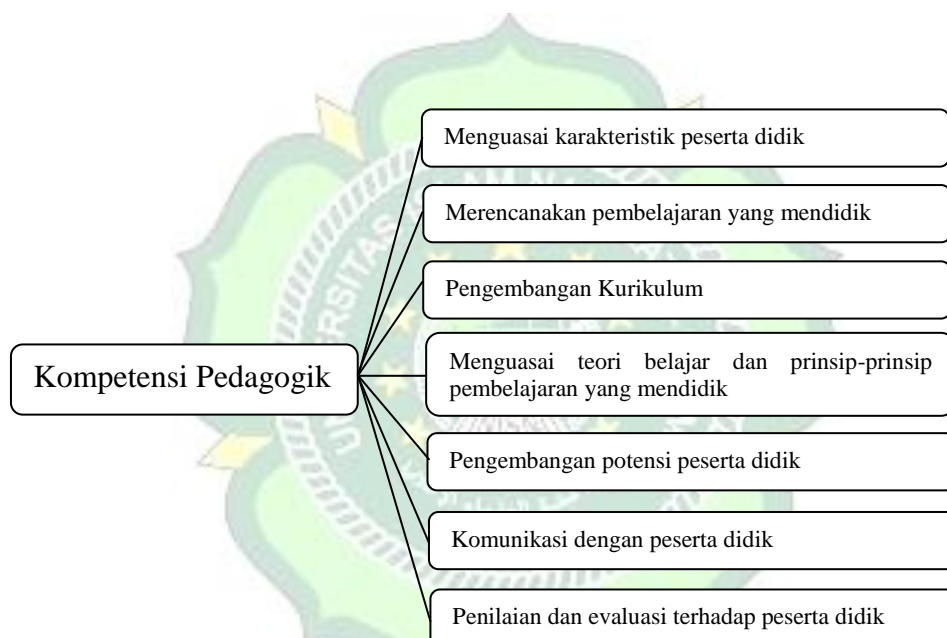 Menguasai karakteristik peserta didik
Merencanakan pembelajaran yang mendidik
Pengembangan Kurikulum
Kompetensi Pedagogik
Menguasai teori belajar dan prinsip-prinsip
pembelajaran yang mendidik
Pengembangan potensi peserta didik
Komunikasi dengan peserta didik
Penilaian dan evaluasi terhadap peserta didik